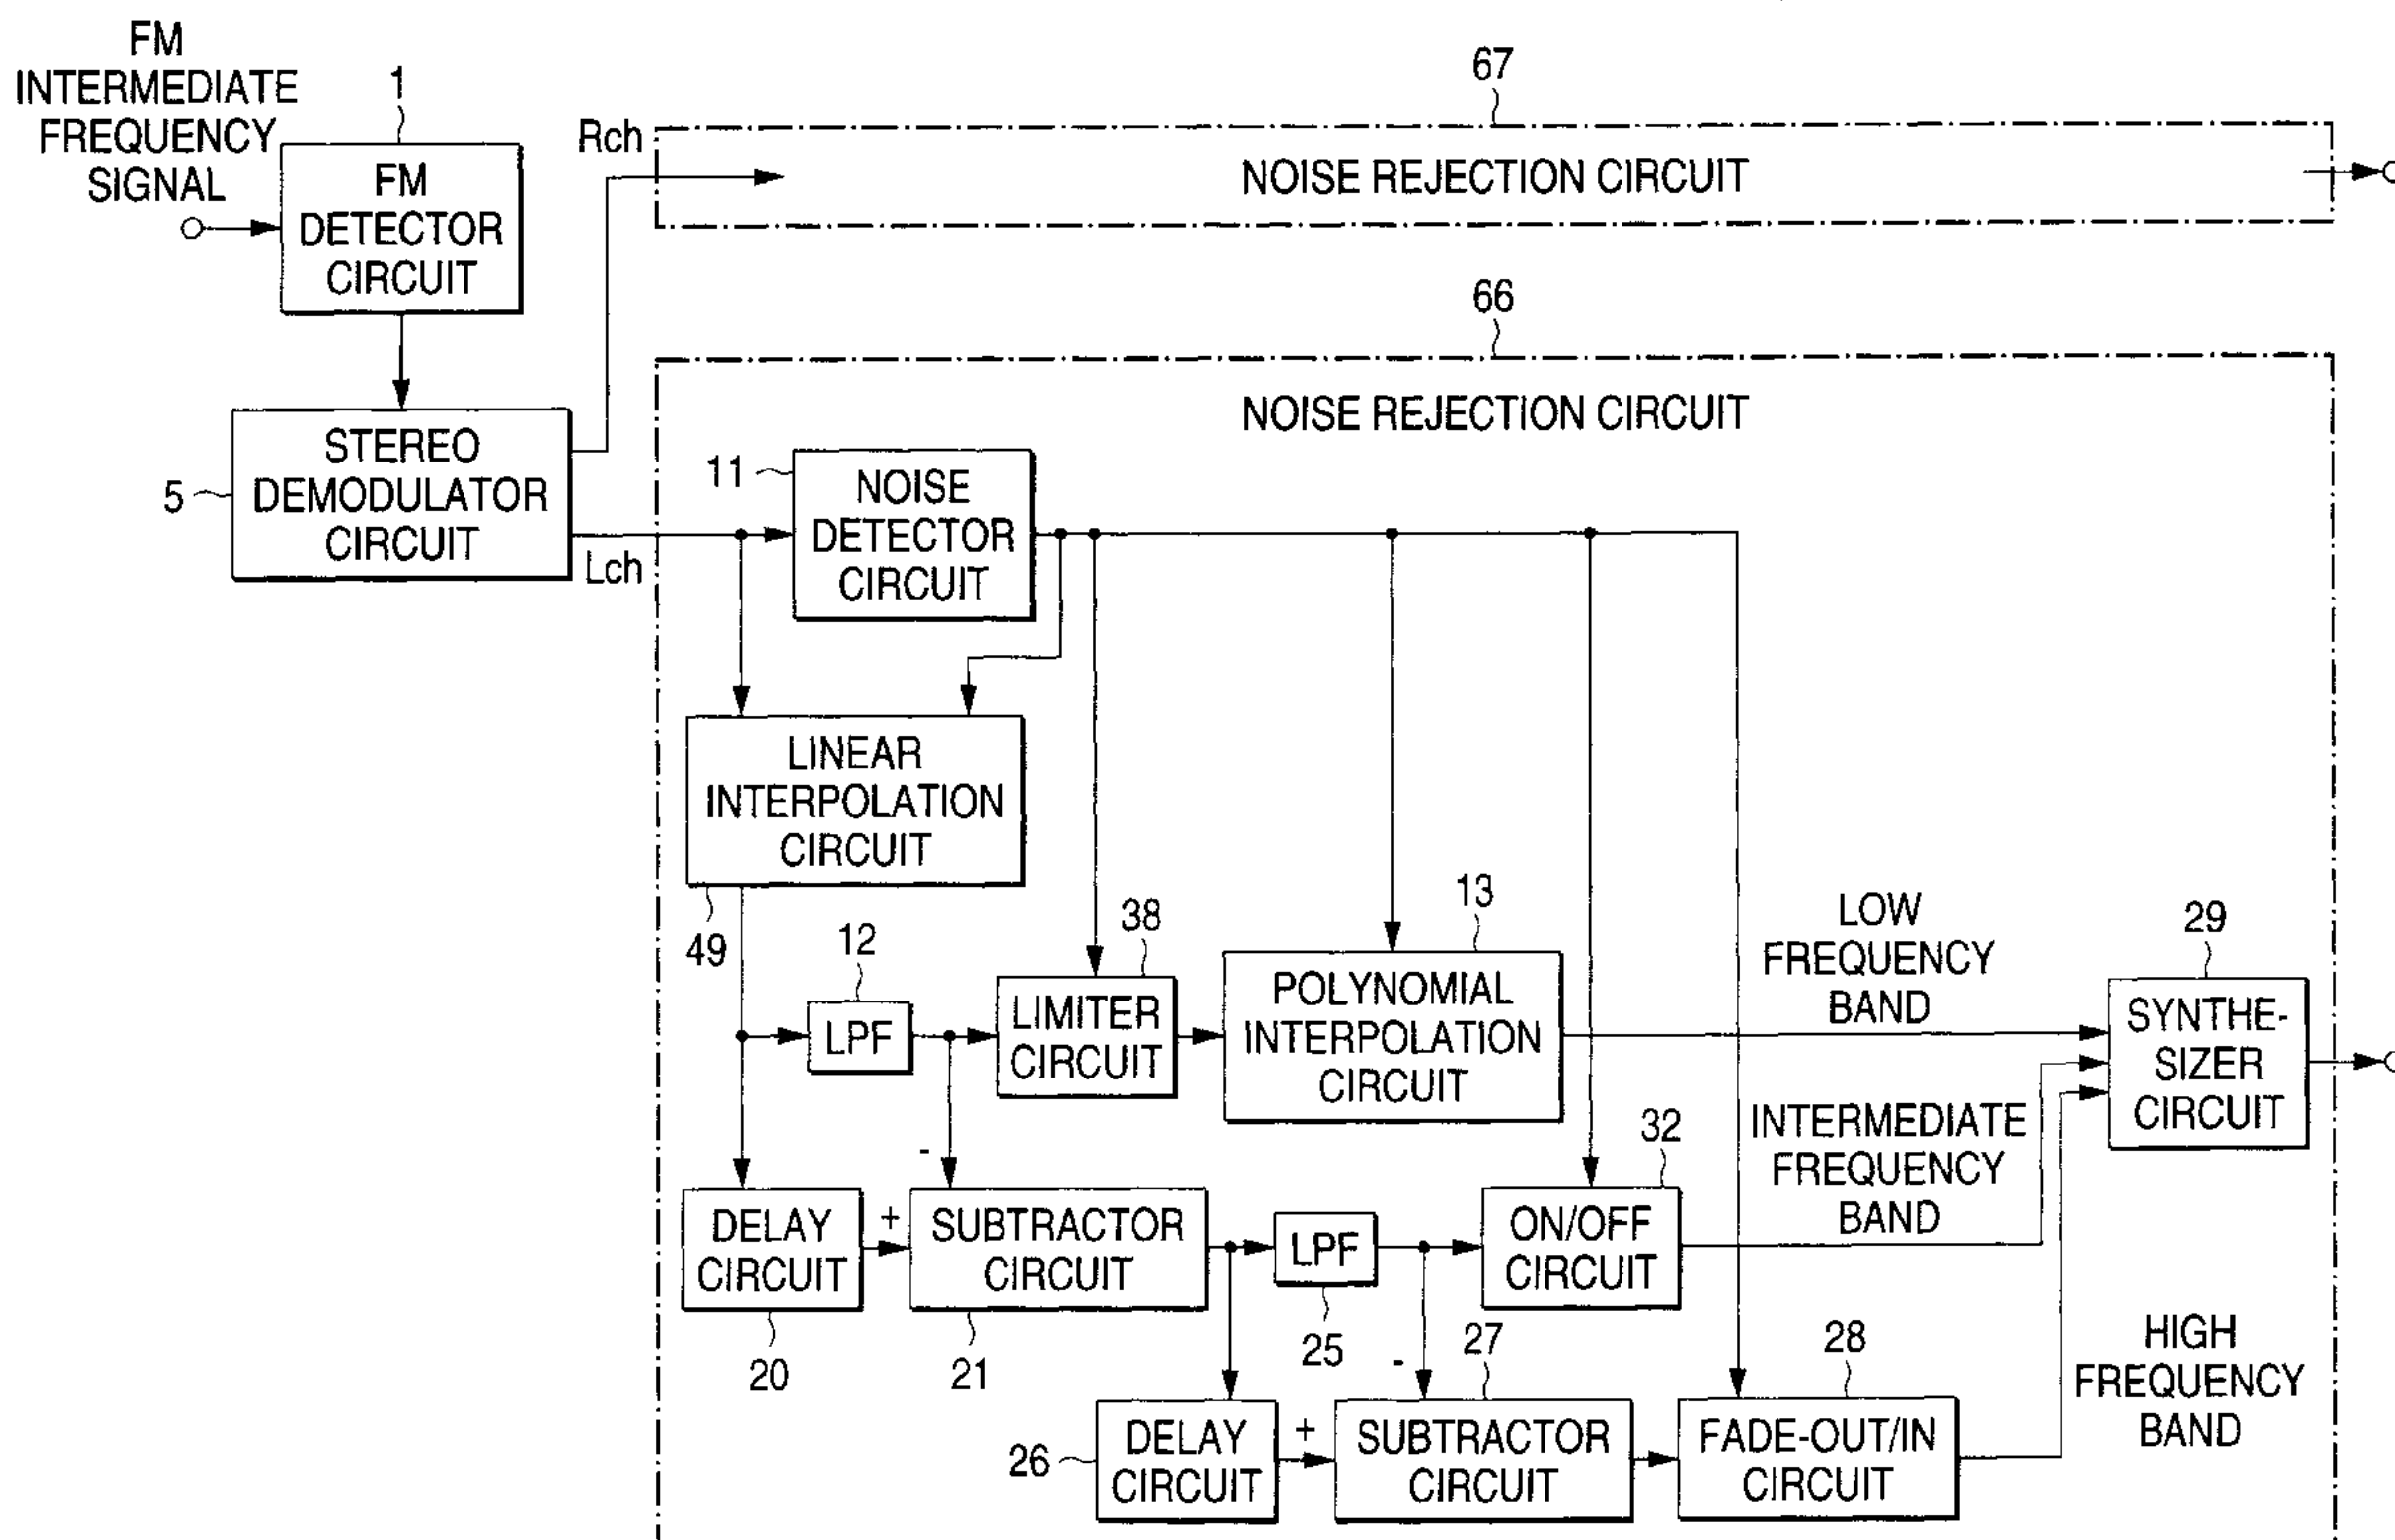 FM
INTERMEDIATE
FREQUENCY
SIGNAL
1
FM
DETECTOR
CIRCUIT
Rch
67
NOISE REJECTION CIRCUIT
66
NOISE REJECTION CIRCUIT
5
STEREO
DEMODULATOR
CIRCUIT
Lch
11
NOISE
DETECTOR
CIRCUIT
LINEAR
INTERPOLATION
CIRCUIT
49
12
LPF
38
LIMITER
CIRCUIT
13
POLYNOMIAL
INTERPOLATION
CIRCUIT
LOW
FREQUENCY
BAND
29
SYNTHE-
SIZER
CIRCUIT
-
DELAY
CIRCUIT
20
+
SUBTRACTOR
CIRCUIT
21
LPF
25
32
ON/OFF
CIRCUIT
INTERMEDIATE
FREQUENCY
BAND
26
DELAY
CIRCUIT
+
-
27
SUBTRACTOR
CIRCUIT
28
FADE-OUT/IN
CIRCUIT
HIGH
FREQUENCY
BAND